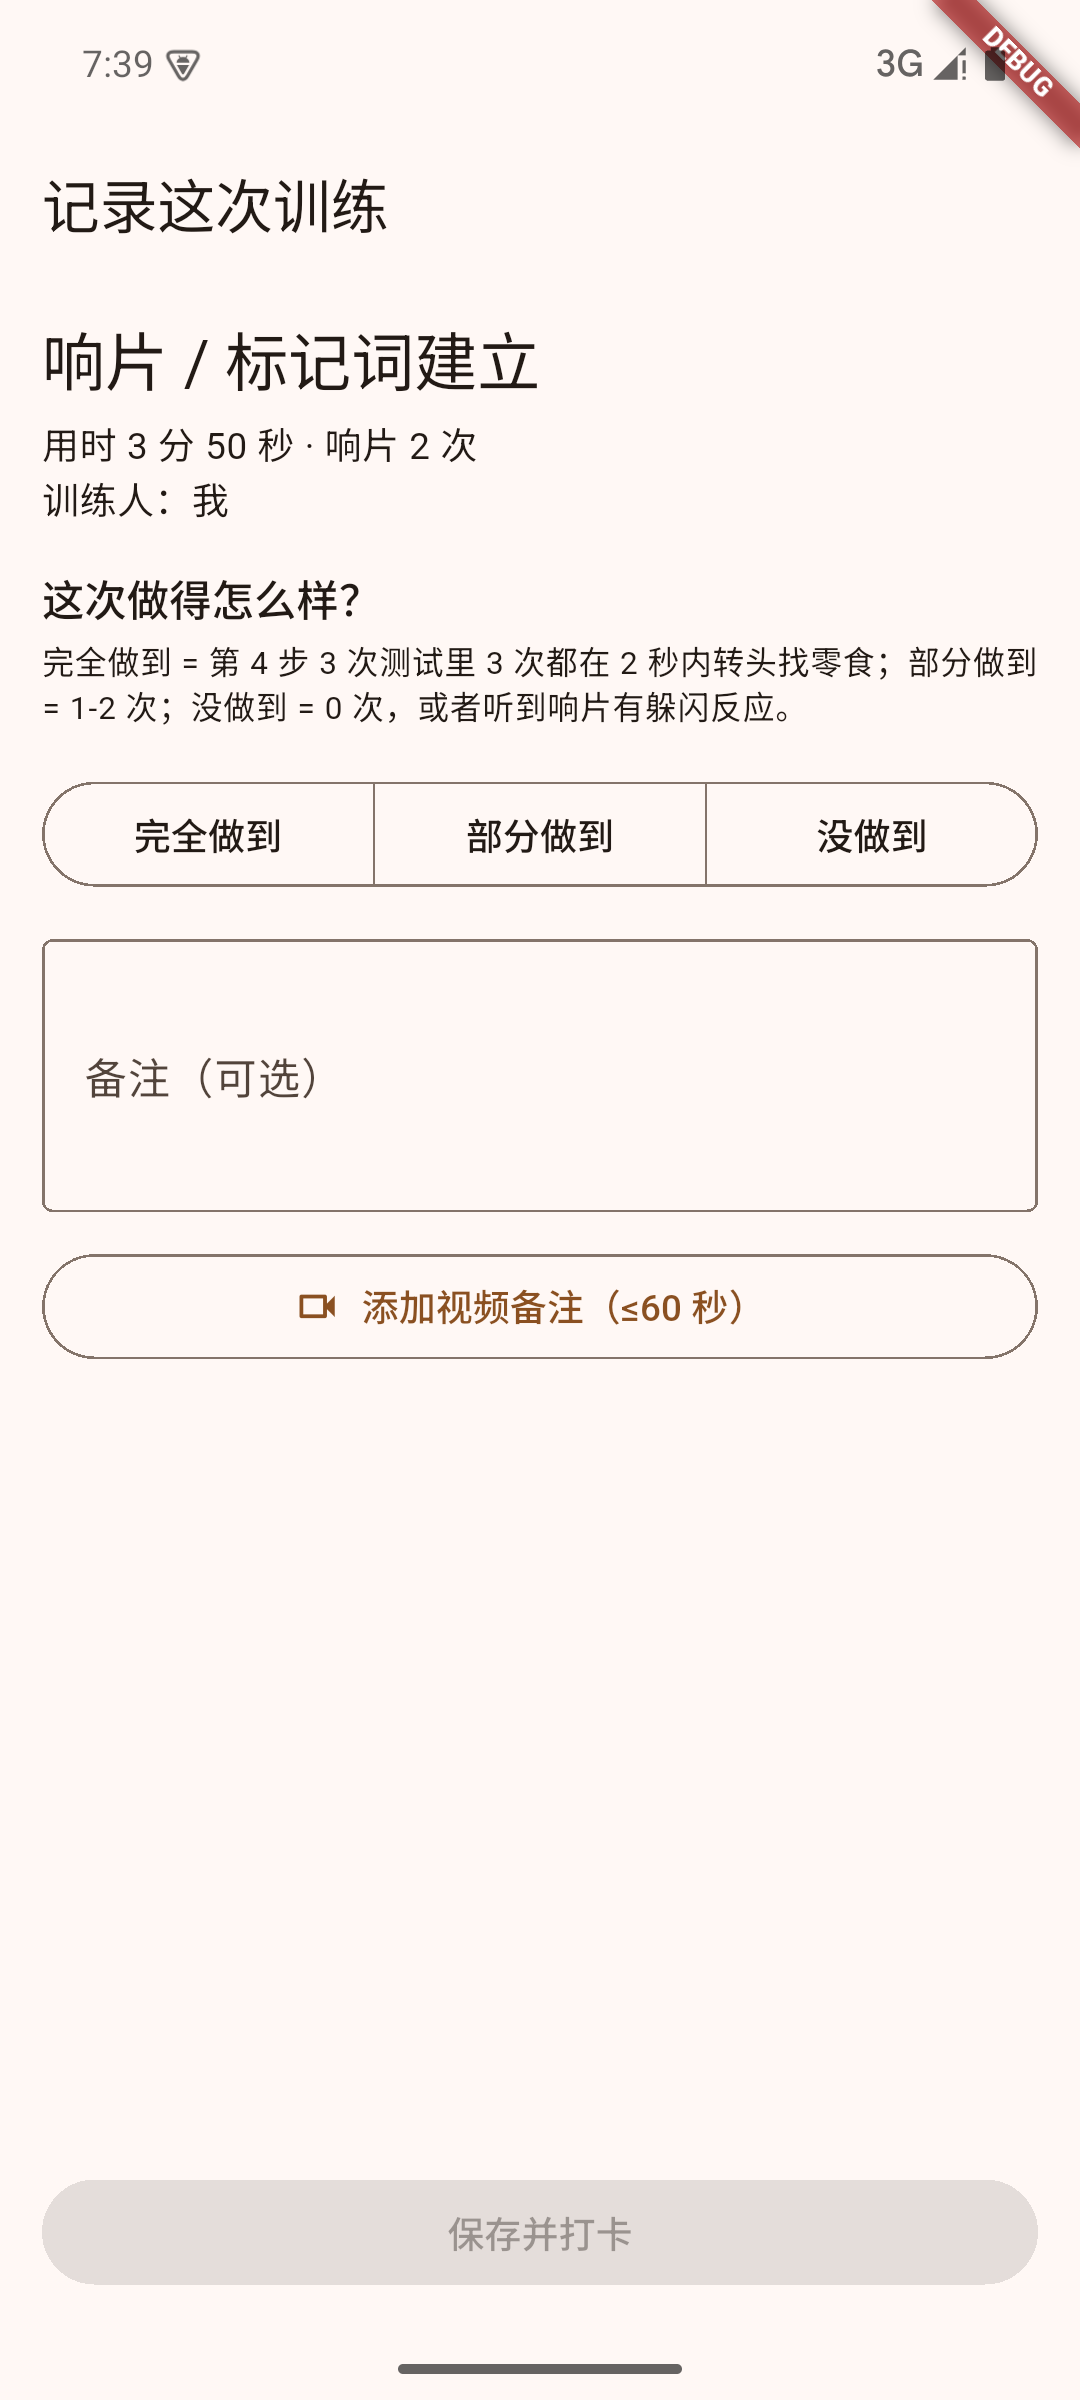 7:39
3G
DEBUG
记录这次训练
响片 / 标记词建立
用时 3 分 50 秒 · 响片 2 次
训练人：我
这次做得怎么样？
完全做到 = 第 4 步 3 次测试里 3 次都在 2 秒内转头找零食；部分做到
= 1-2 次；没做到 = 0 次，或者听到响片有躲闪反应。
完全做到
部分做到
没做到
备注（可选）
添加视频备注（≤60 秒）
保存并打卡